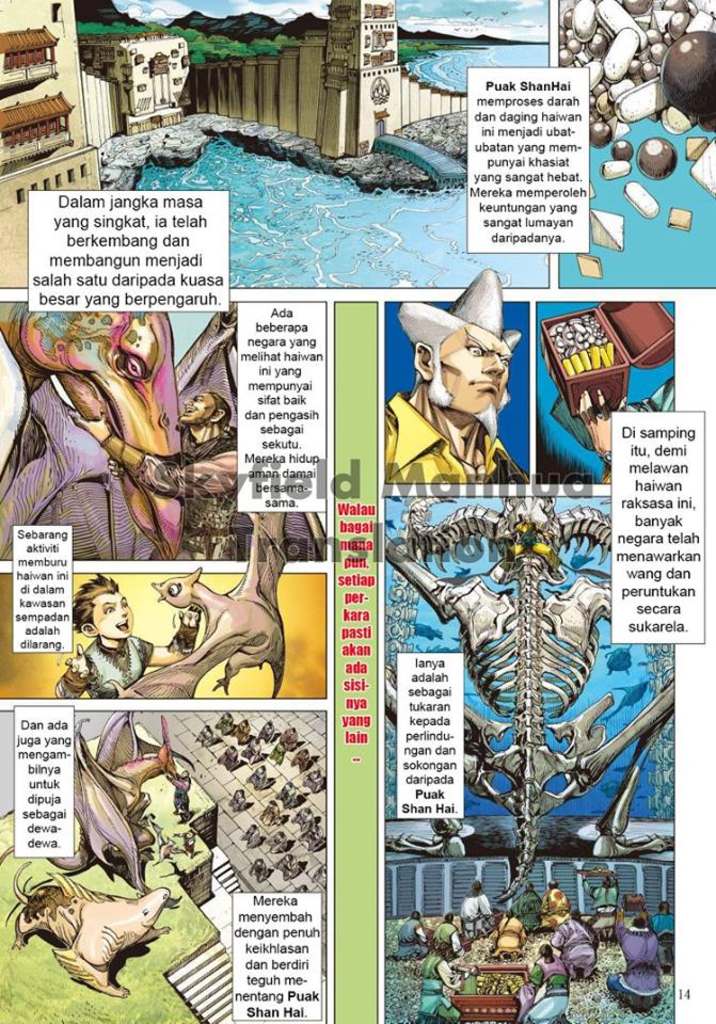 Puak ShanHai
memproses darah
dan daging haiwan
ini menjadi ubat-
ubatan yang mem-
punyai khasiat
yang sangat hebat.
Mereka memperoleh
keuntungan yang
sangat lumayan
daripadanya.
Dalam jangka masa
yang singkat, ia telah
berkembang dan
membangun menjadi
salah satu daripada kuasa
besar yang berpengaruh.
Ada
beberapa
negara yang
melihat haiwan
ini yang
mempunyai
sifat baik
dan pengasih
sebagai
sekutu.
Mereka hidup
aman damai
bersama-
sama.
Sebarang
aktiviti
memburu
haiwan ini
di dalam
kawasan
sempadan
adalah
dilarang.
Dan ada
juga yang
mengam-
bilnya
untuk
dipuja
sebagai
dewa-
dewa.
Mereka
menyembah
dengan penuh
keikhlasan
dan berdiri
teguh me-
nentang Puak
Shan Hai.
Walau
bagai
mana
pun,
setiap
per-
kara
pasti
akan
ada
sisi-
nya
yang
lain
...
Di samping
itu, demi
melawan
haiwan
raksasa ini,
banyak
negara telah
menawarkan
wang dan
peruntukan
secara
sukarela.
Ianya
adalah
sebagai
tukaran
kepada
perlindu-
ngan dan
sokongan
daripada
Puak
Shan Hai.
Skyfield Manhua
Translation
14